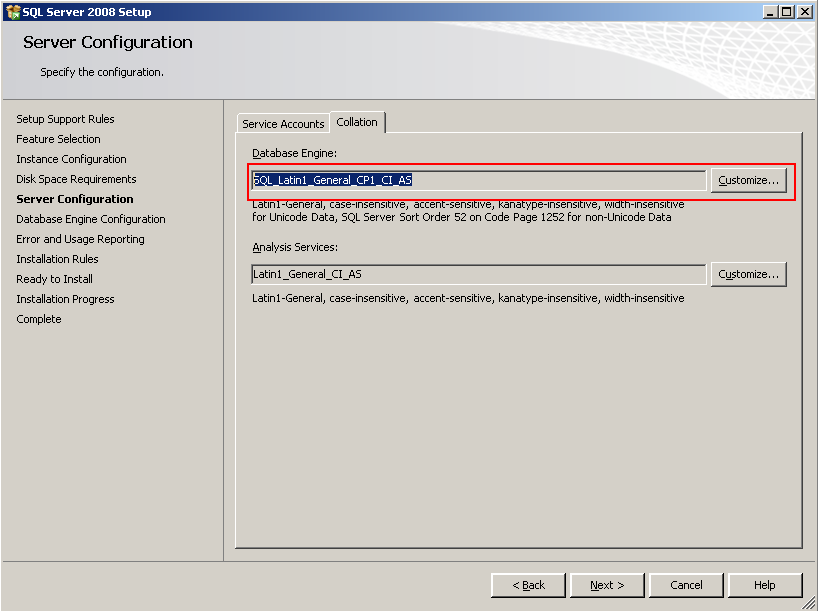 SQL Server 2008 Setup
Server Configuration
Specify the configuration.
Setup Support Rules
Feature Selection
Instance Configuration
Disk Space Requirements
Server Configuration
Database Engine Configuration
Error and Usage Reporting
Installation Rules
Ready to Install
Installation Progress
Complete
Service Accounts
Collation
Database Engine:
SQL_Latin1_General_CP1_CI_AS
Customize...
Latin1-General, case-insensitive, accent-sensitive, kanatype-insensitive, width-insensitive
for Unicode Data, SQL Server Sort Order 52 on Code Page 1252 for non-Unicode Data
Analysis Services:
Latin1_General_CI_AS
Customize...
Latin1-General, case-insensitive, accent-sensitive, kanatype-insensitive, width-insensitive
< Back
Next >
Cancel
Help